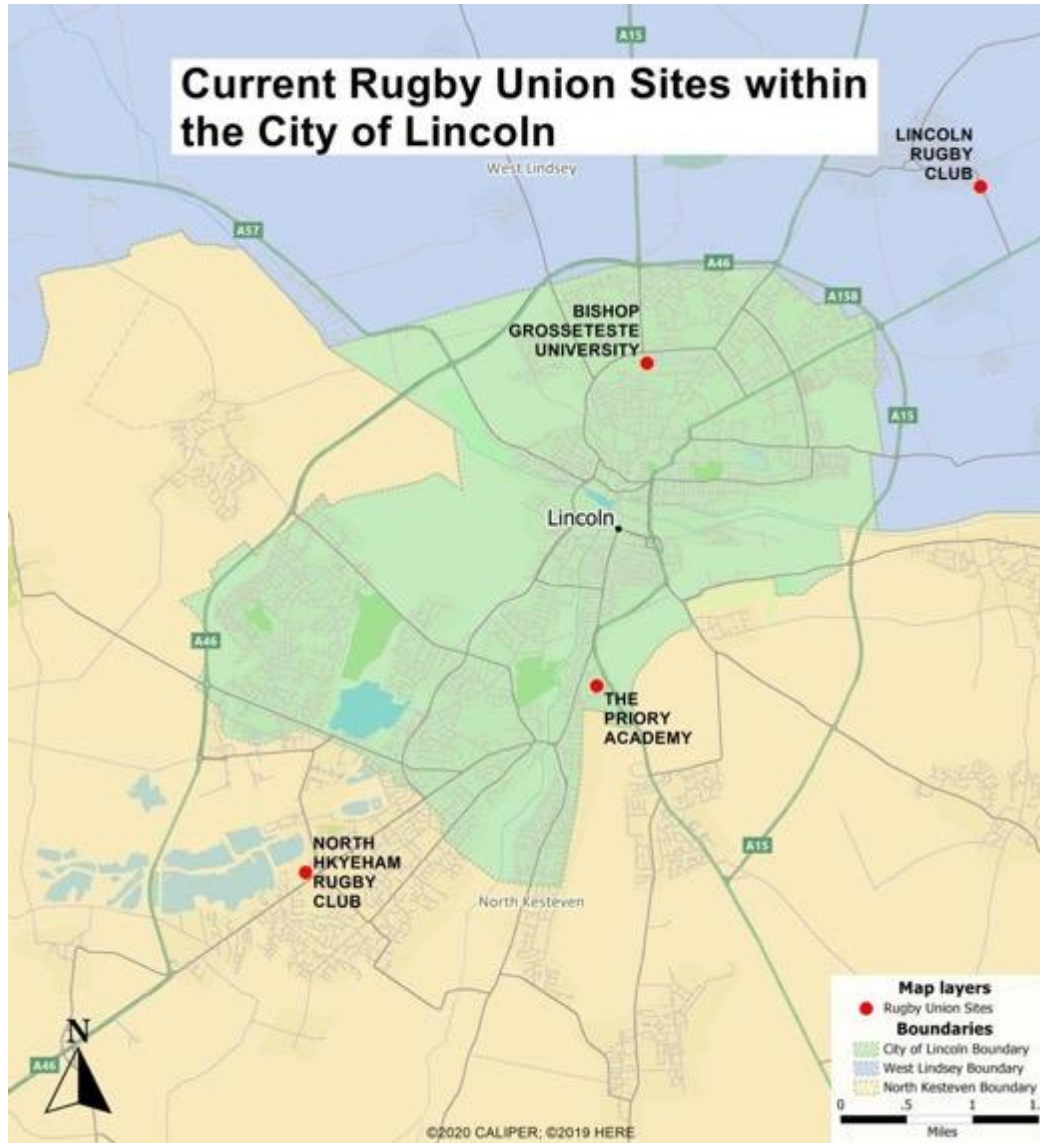 A15
Current Rugby Union Sites within
the City of Lincoln
LINCOLN
RUGBY
CLUB
West Lindsey
A57
A46
A158
BISHOP
GROSSETESTE
UNIVERSITY
A15
Lincoln
A46
THE
PRIORY
ACADEMY
NORTH
HKYEHAM
RUGBY
CLUB
A15
North Kesteven
Map layers
Rugby Union Sites
Boundaries
City of Lincoln Boundary
West Lindsey Boundary
North Kesteven Boundary
0 .5 1 1.
Miles
N
A46
©2020 CALIPER; ©2019 HERE